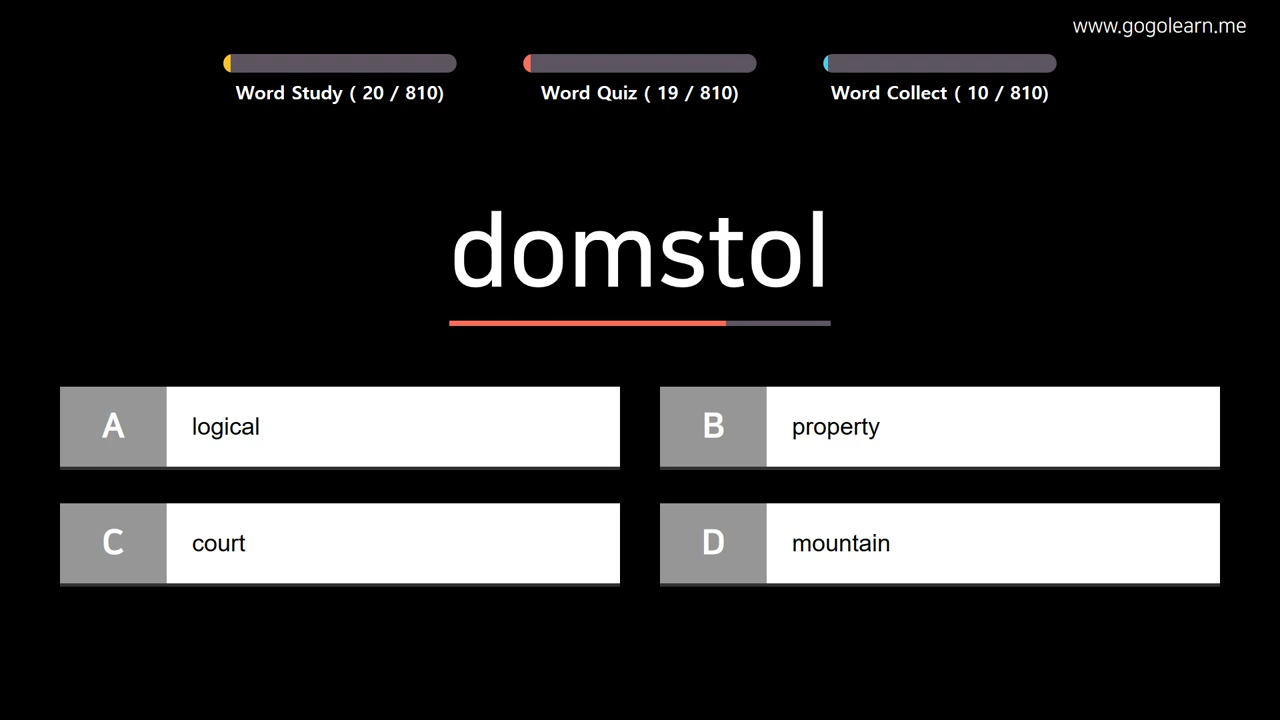 www.gogolearn.me
Word Study ( 20 / 810)
Word Quiz ( 19 / 810)
Word Collect ( 10 / 810)
domstol
A logical
B property
C court
D mountain